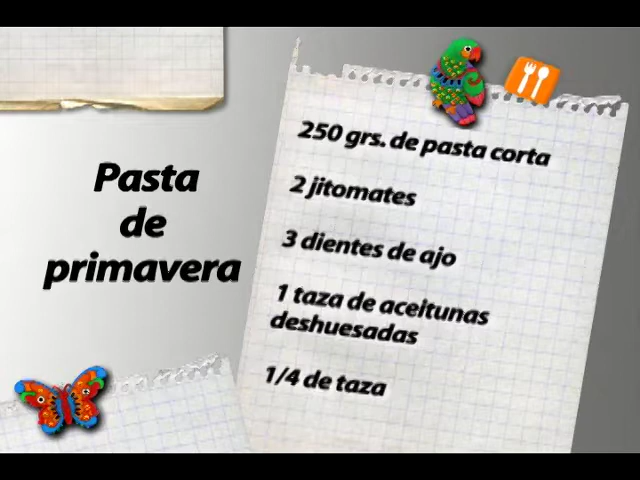 Pasta
de
primavera
250 grs. de pasta corta
2 jitomates
3 dientes de ajo
1 taza de aceitunas
deshuesadas
1/4 de taza